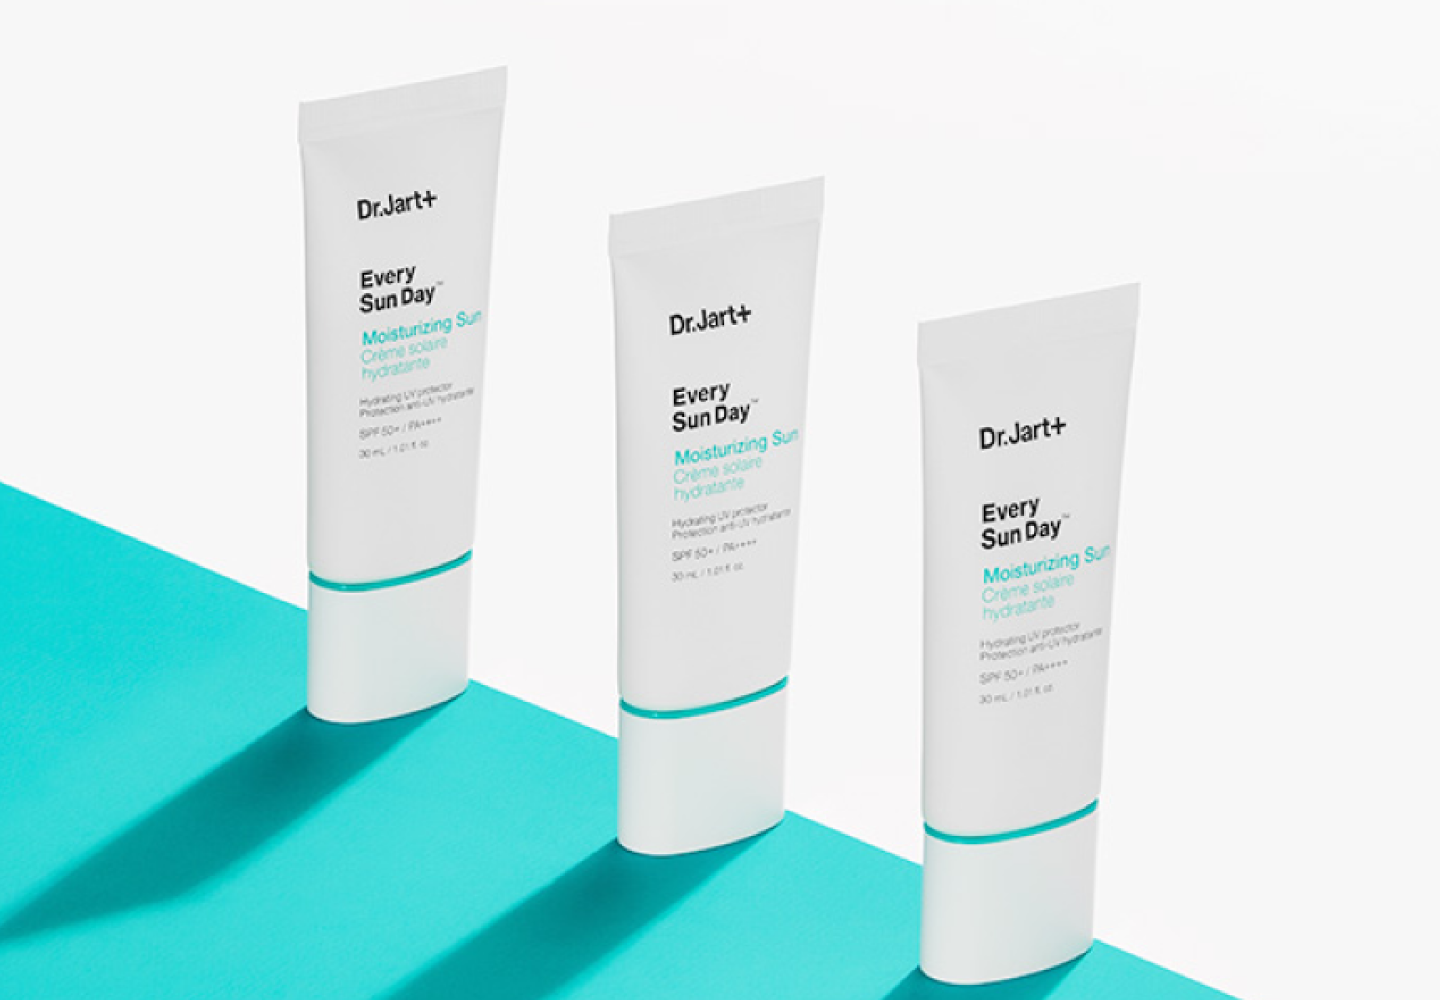 Dr.Jart+
Every
Sun Day™
Moisturizing Sun
Crème solaire
hydratante
Hydrating UV protector
Protection anti-UV hydratante
SPF 50+ / PA++++
30 mL / 1.01 fl. oz.
Dr.Jart+
Every
Sun Day™
Moisturizing Sun
Crème solaire
hydratante
Hydrating UV protector
Protection anti-UV hydratante
SPF 50+ / PA++++
30 mL / 1.01 fl. oz.
Dr.Jart+
Every
Sun Day™
Moisturizing Sun
Crème solaire
hydratante
Hydrating UV protector
Protection anti-UV hydratante
SPF 50+ / PA++++
30 mL / 1.01 fl. oz.